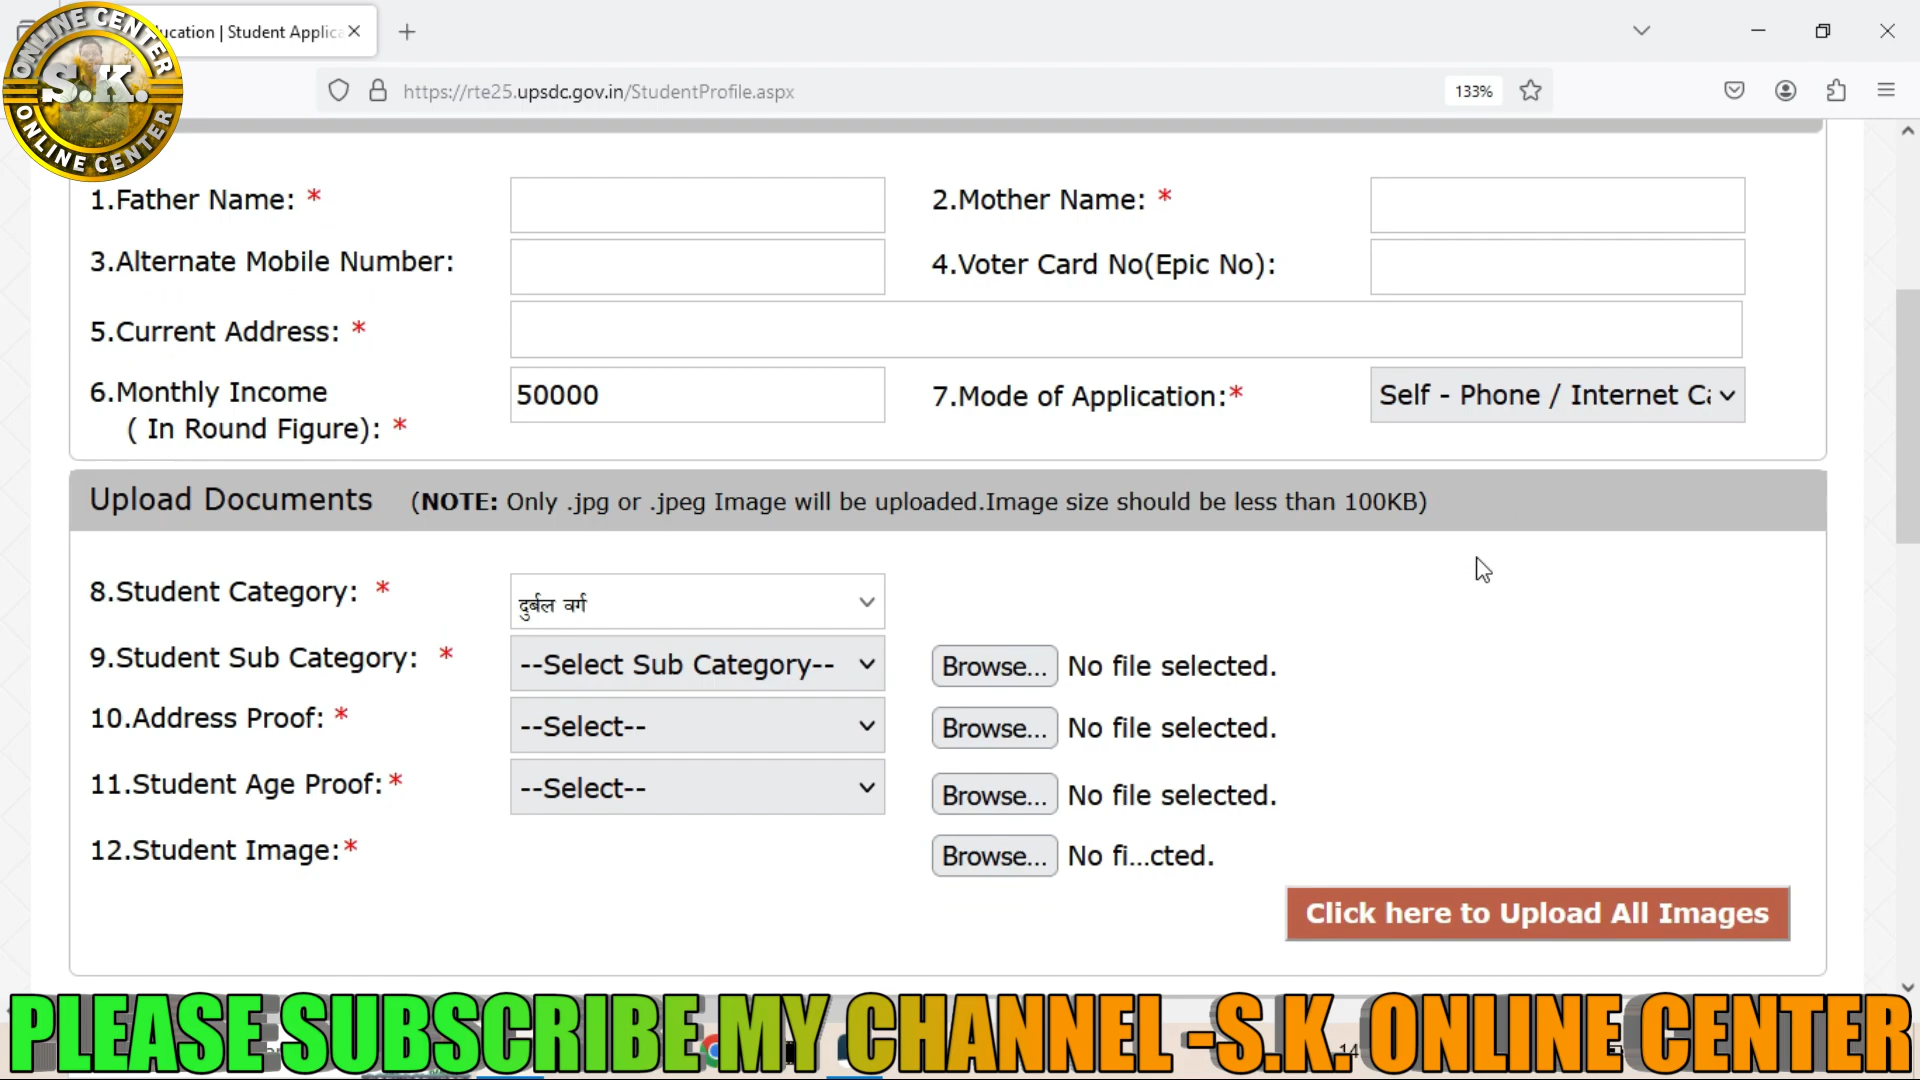 ONLINE CENTER
S.K.
ONLINE CENTER
ucation | Student Applica
https://rte25.upsdc.gov.in/StudentProfile.aspx
133%
1.Father Name: *
2.Mother Name: *
3.Alternate Mobile Number:
4.Voter Card No(Epic No):
5.Current Address: *
6.Monthly Income
( In Round Figure): *
50000
7.Mode of Application:*
Self - Phone / Internet Ca
Upload Documents (NOTE: Only .jpg or .jpeg Image will be uploaded.Image size should be less than 100KB)
8.Student Category: *
दुर्बल वर्ग
9.Student Sub Category: *
--Select Sub Category--
Browse... No file selected.
10.Address Proof: *
--Select--
Browse... No file selected.
11.Student Age Proof:*
--Select--
Browse... No file selected.
12.Student Image:*
Browse... No fi...cted.
Click here to Upload All Images
PLEASE SUBSCRIBE MY CHANNEL -S.K. ONLINE CENTER